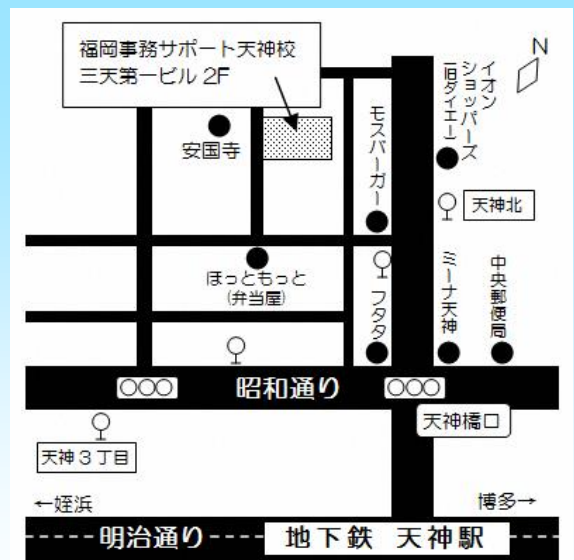 福岡事務サポート天神校
三天第一ビル 2F
N
イオン
ショッパーズ
(旧ダイエー)
安国寺
モスバーガー
天神北
ほっともっと
(弁当屋)
フタタ
ミーナ天神
中央郵便局
昭和通り
天神橋口
天神3丁目
←姪浜
博多→
明治通り
地下鉄 天神駅